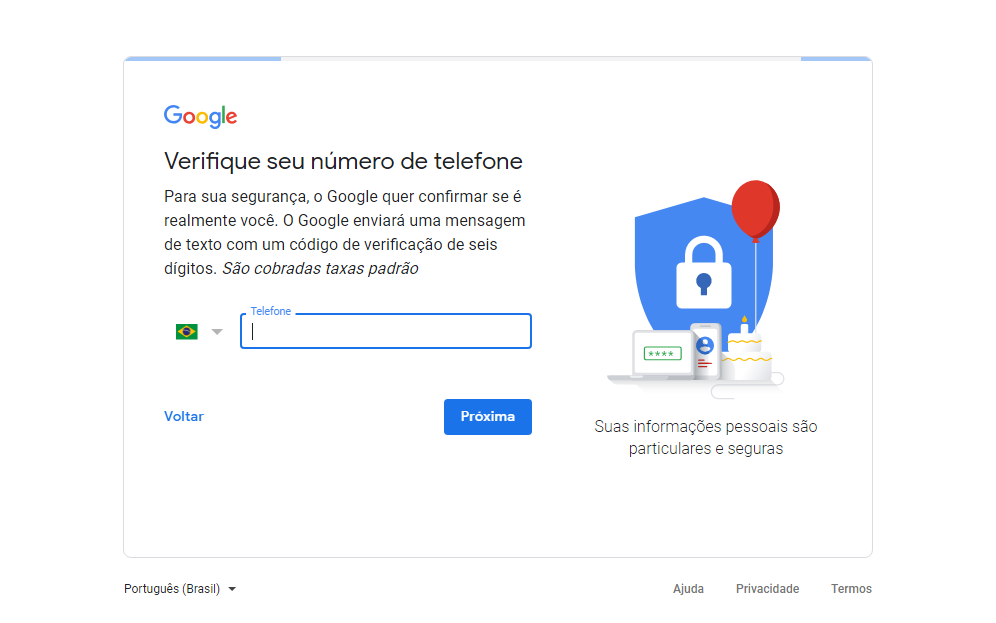 Google
Verifique seu número de telefone
Para sua segurança, o Google quer confirmar se é
realmente você. O Google enviará uma mensagem
de texto com um código de verificação de seis
dígitos. São cobradas taxas padrão
Telefone
****
Voltar
Próxima
Suas informações pessoais são
particulares e seguras
Português (Brasil)
Ajuda
Privacidade
Termos